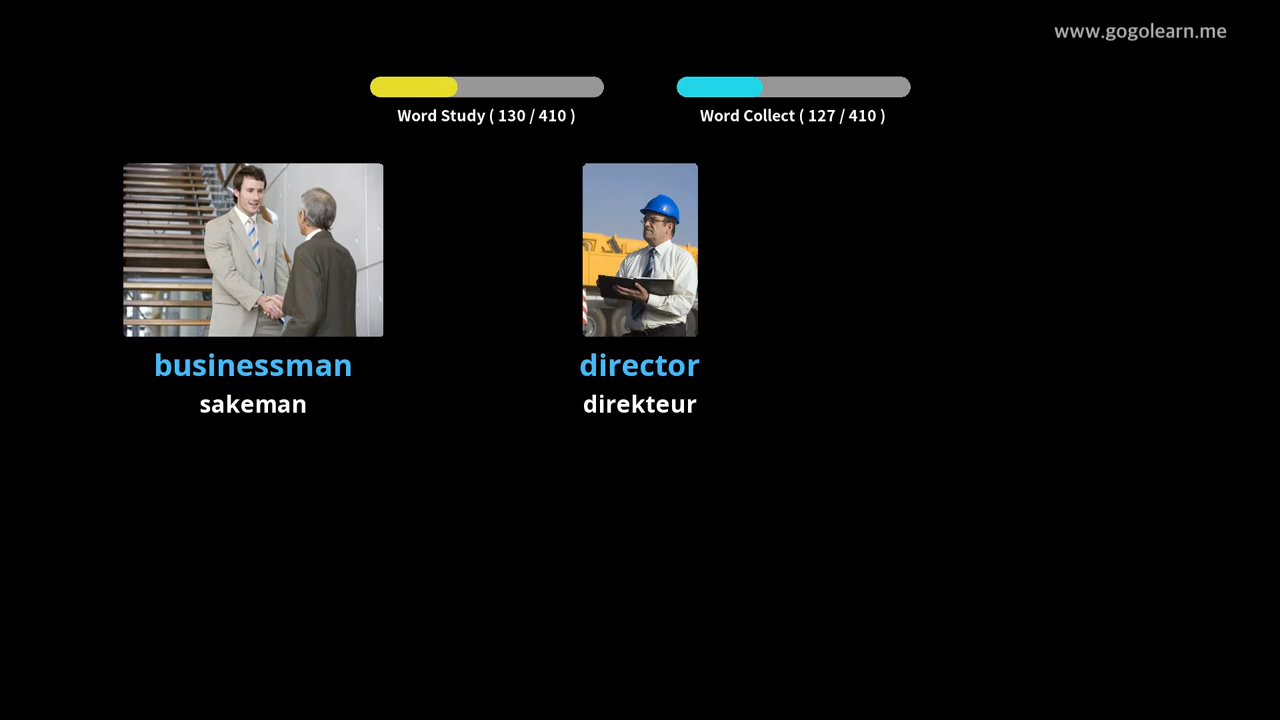 www.gogolearn.me
Word Study ( 130 / 410 )
Word Collect ( 127 / 410 )
businessman
sakeman
director
direkteur